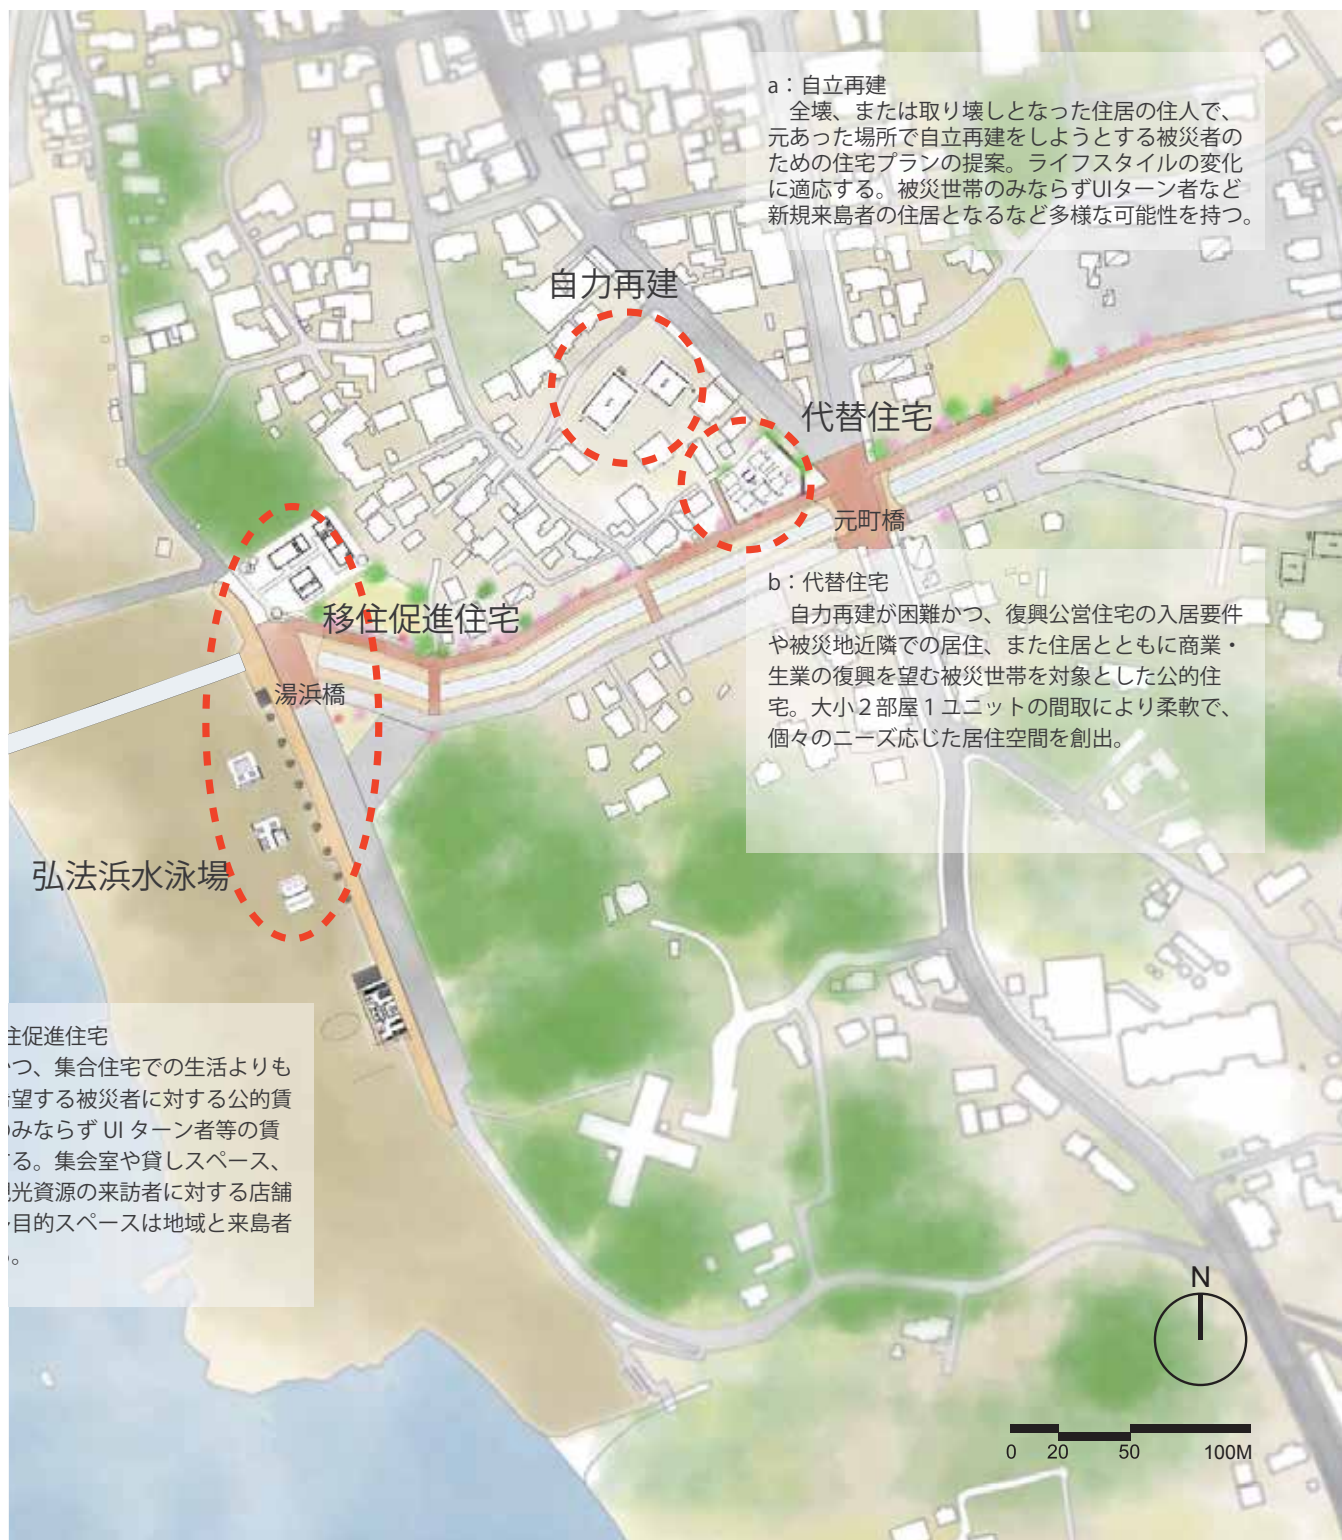 a：自立再建
全壊、または取り壊しとなった住居の住人で、
元あった場所で自立再建をしようとする被災者の
ための住宅プランの提案。ライフスタイルの変化
に適応する。被災世帯のみならずUIターン者など
新規来島者の住居となるなど多様な可能性を持つ。
自力再建
代替住宅
元町橋
b：代替住宅
自力再建が困難かつ、復興公営住宅の入居要件
や被災地近隣での居住、また住居とともに商業・
生業の復興を望む被災世帯を対象とした公的住
宅。大小２部屋１ユニットの間取により柔軟で、
個々のニーズ応じた居住空間を創出。
移住促進住宅
湯浜橋
弘法浜水泳場
住促進住宅
つ、集合住宅での生活よりも
望する被災者に対する公的賃
のみならず UI ターン者等の賃
する。集会室や貸しスペース、
観光資源の来訪者に対する店舗
目的スペースは地域と来島者
。
N
0 20 50 100M